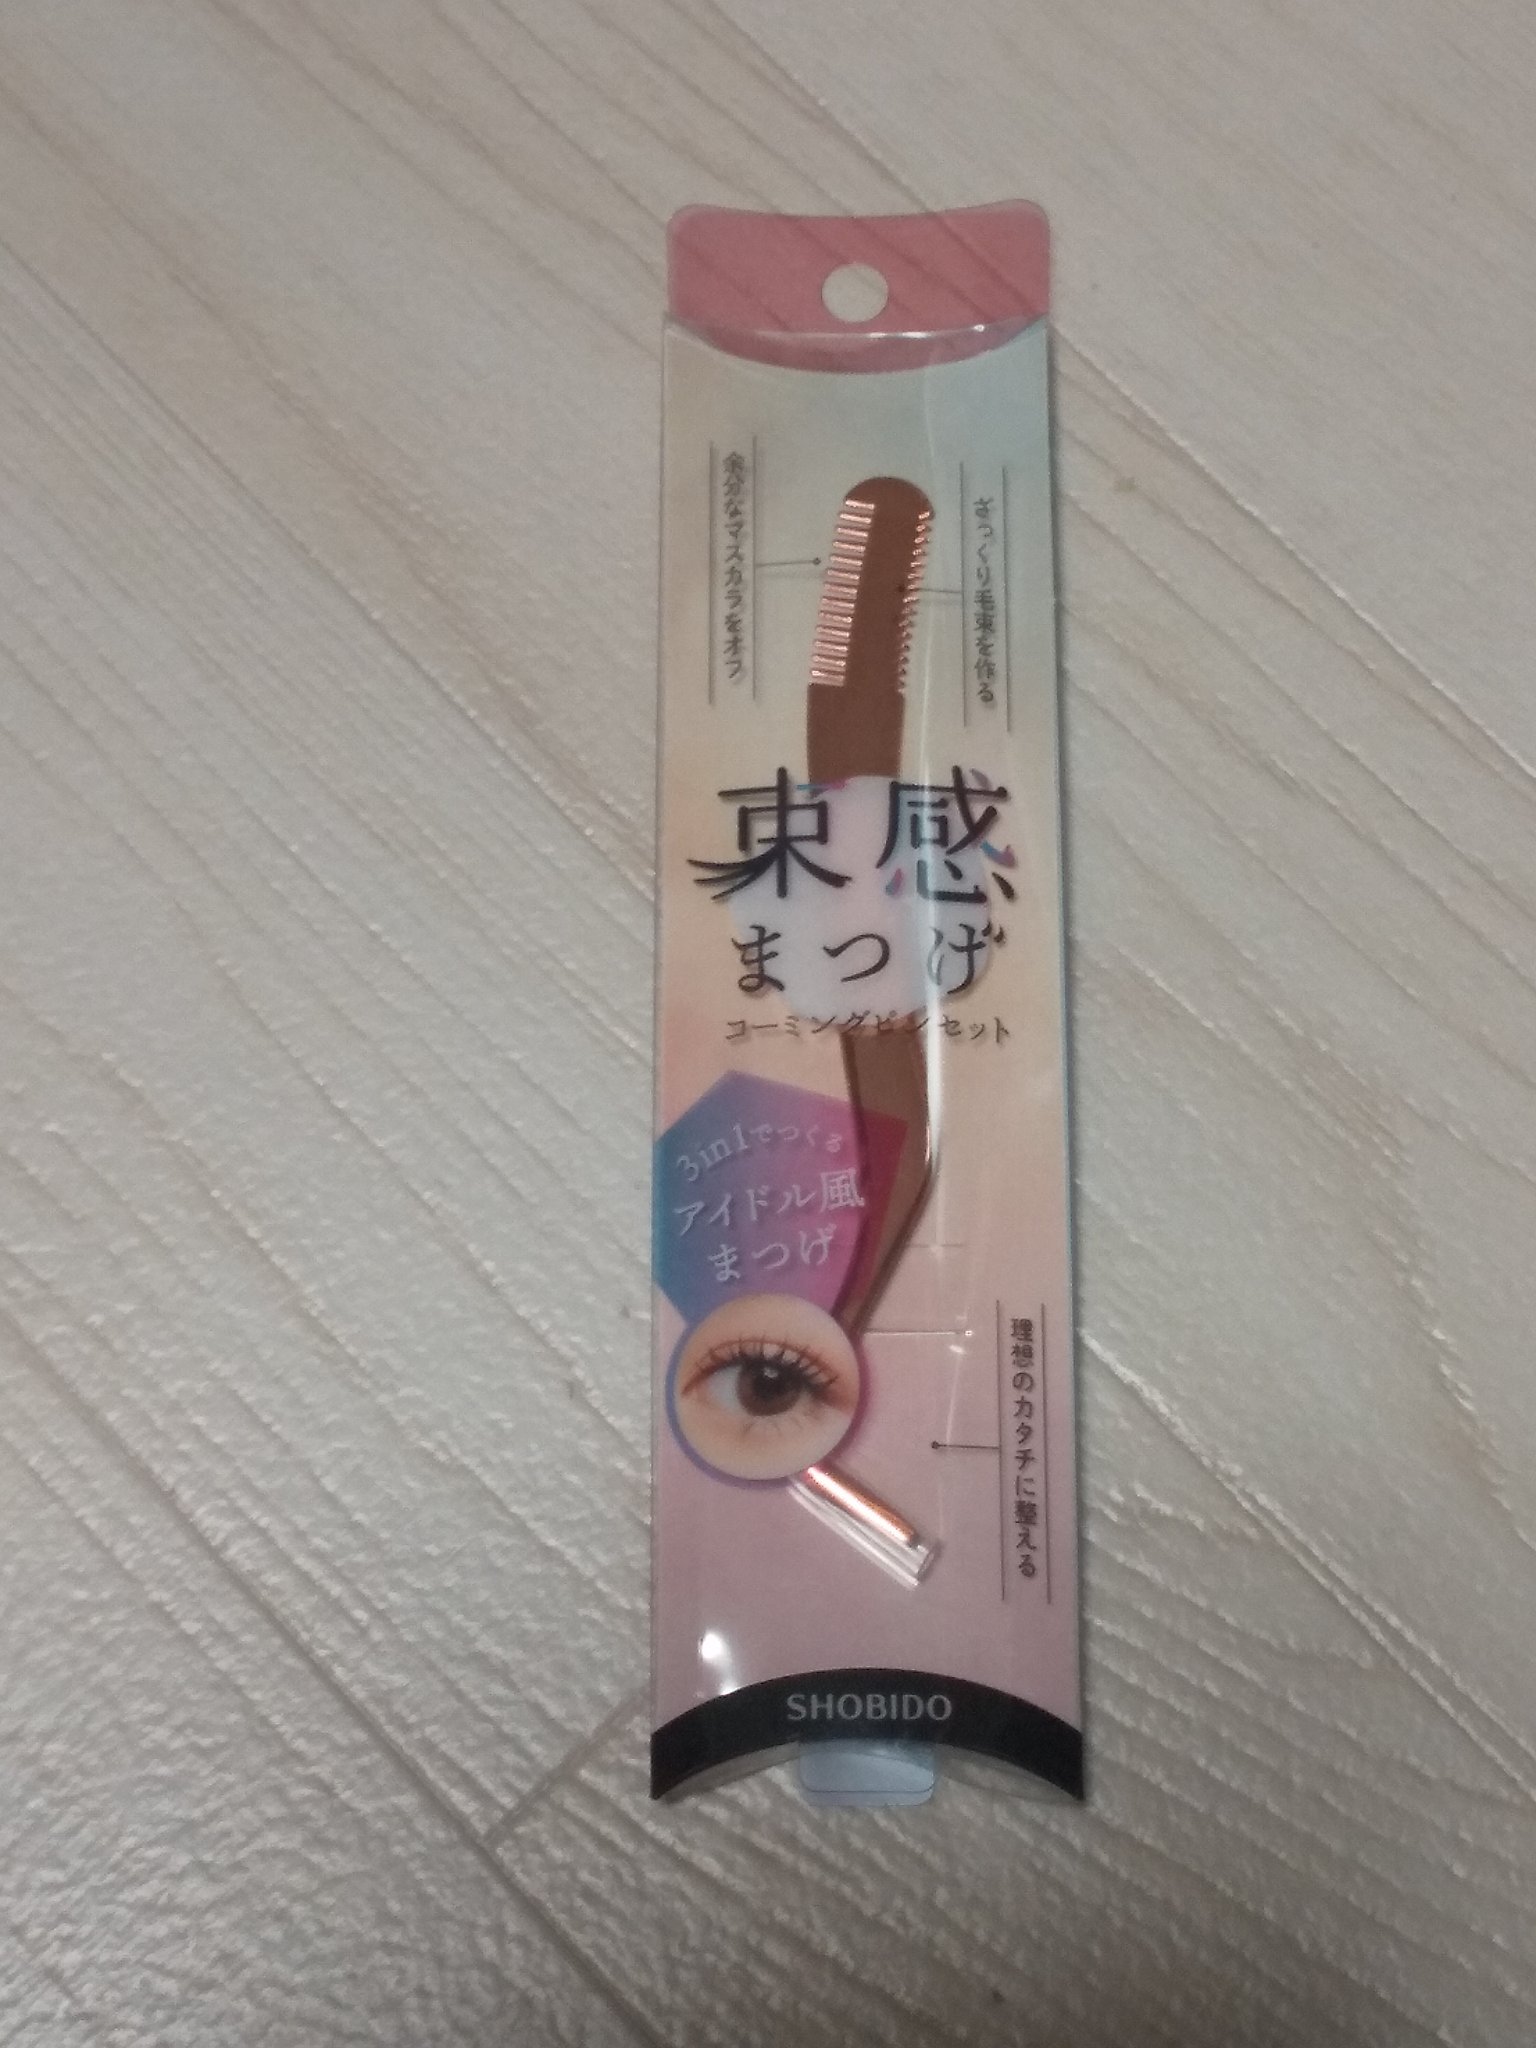 余分なマスカラをオフ
ざっくり毛束を作る
束感
まつげ
コーミングピンセット
3in1でつくる
アイドル風
まつげ
理想のカタチに整える
SHOBIDO